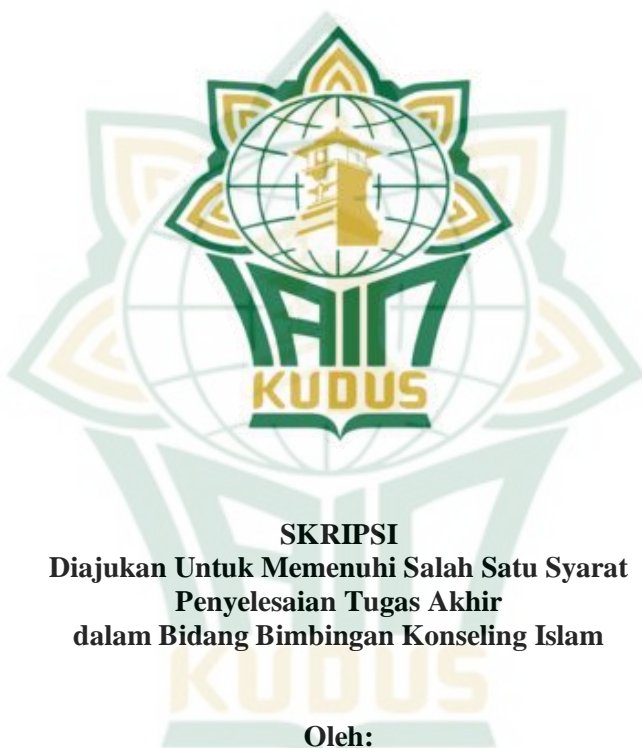 IAIN
KUDUS
SKRIPSI
Diajukan Untuk Memenuhi Salah Satu Syarat
Penyelesaian Tugas Akhir
dalam Bidang Bimbingan Konseling Islam
Oleh: